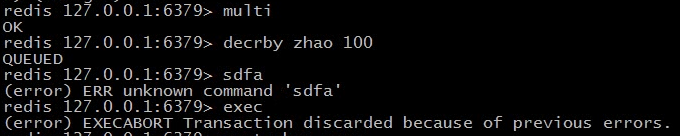 redis 127.0.0.1:6379> multi
OK
redis 127.0.0.1:6379> decrby zhao 100
QUEUED
redis 127.0.0.1:6379> sdfa
(error) ERR unknown command 'sdfa'
redis 127.0.0.1:6379> exec
(error) EXECABORT Transaction discarded because of previous errors.